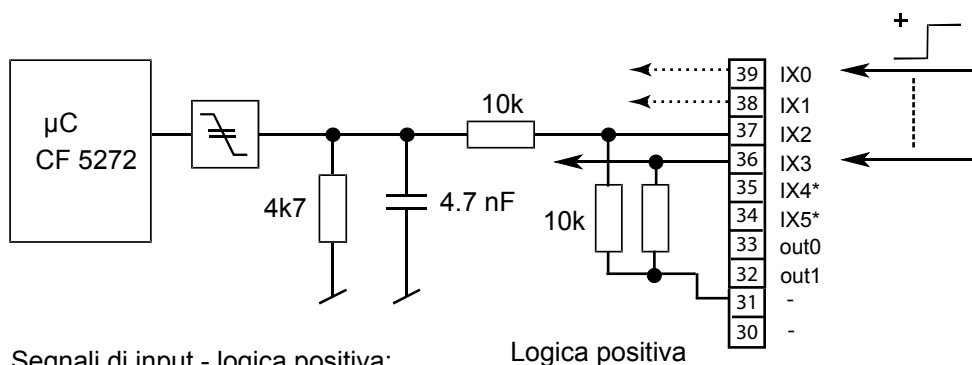 +
39 IX0
38 IX1
10k
37 IX2
µC
CF 5272
36 IX3
35 IX4*
4k7
4.7 nF
10k
34 IX5*
33 out0
32 out1
31 -
30 -
Segnali di input - logica positiva:
Logica positiva